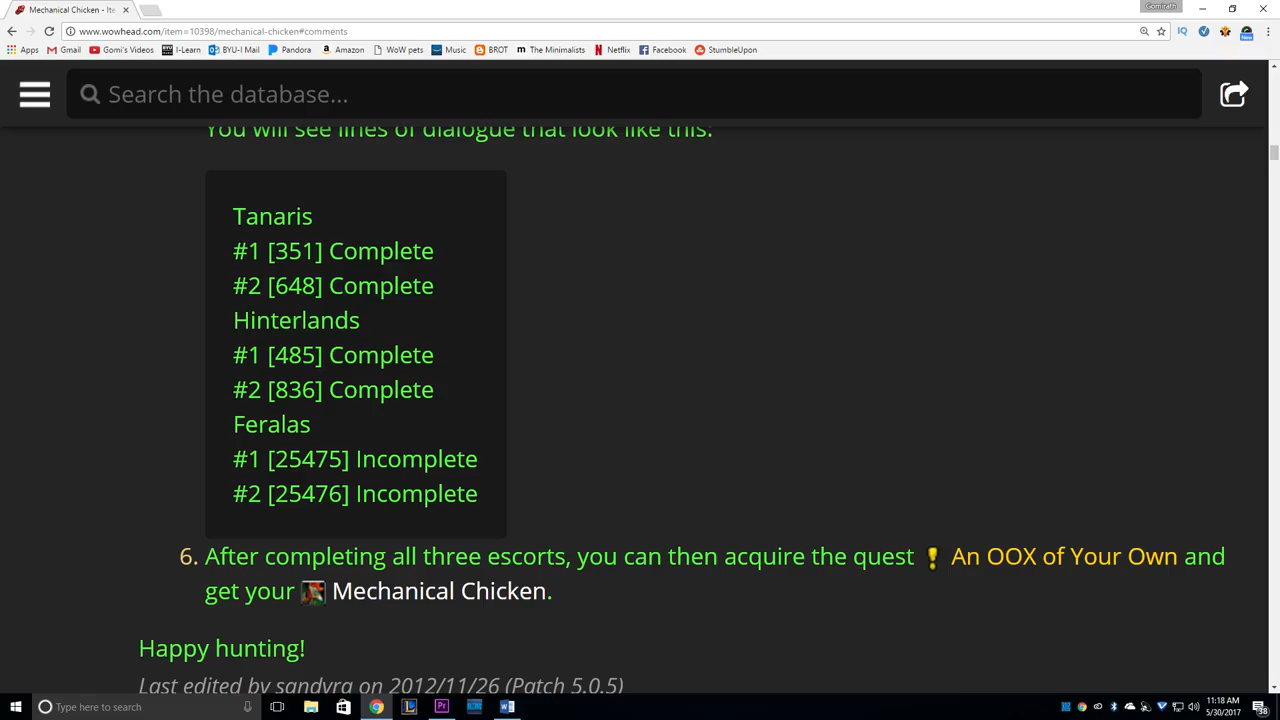 Mechanical Chicken - Ite
Gomirath
www.wowhead.com/item=10398/mechanical-chicken#comments
Apps Gmail Gomi's Videos I-Learn BYU-I Mail Pandora Amazon WoW pets Music BROT The Minimalists Netflix Facebook StumbleUpon
Search the database...
You will see lines of dialogue that look like this:
Tanaris
#1 [351] Complete
#2 [648] Complete
Hinterlands
#1 [485] Complete
#2 [836] Complete
Feralas
#1 [25475] Incomplete
#2 [25476] Incomplete
6. After completing all three escorts, you can then acquire the quest An OOX of Your Own and
get your Mechanical Chicken.
Happy hunting!
Last edited by sandyra on 2012/11/26 (Patch 5.0.5)
Type here to search
11:18 AM
5/30/2017